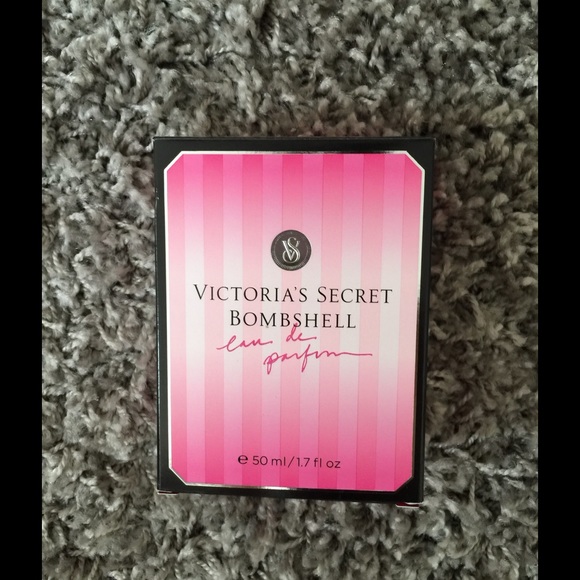 VS
VICTORIA'S SECRET
BOMBSHELL
eau de
parfum
e 50 ml/1.7 fl oz